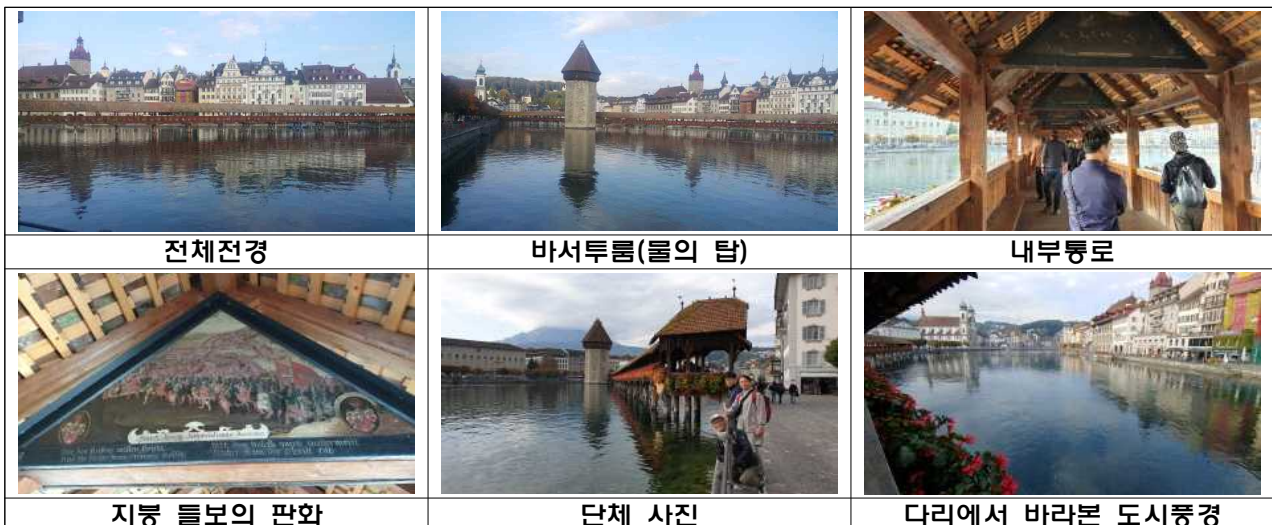 전체전경
바서투룸(물의 탑)
내부통로
지붕 들보의 판화
단체 사진
다리에서 바라본 도시풍경